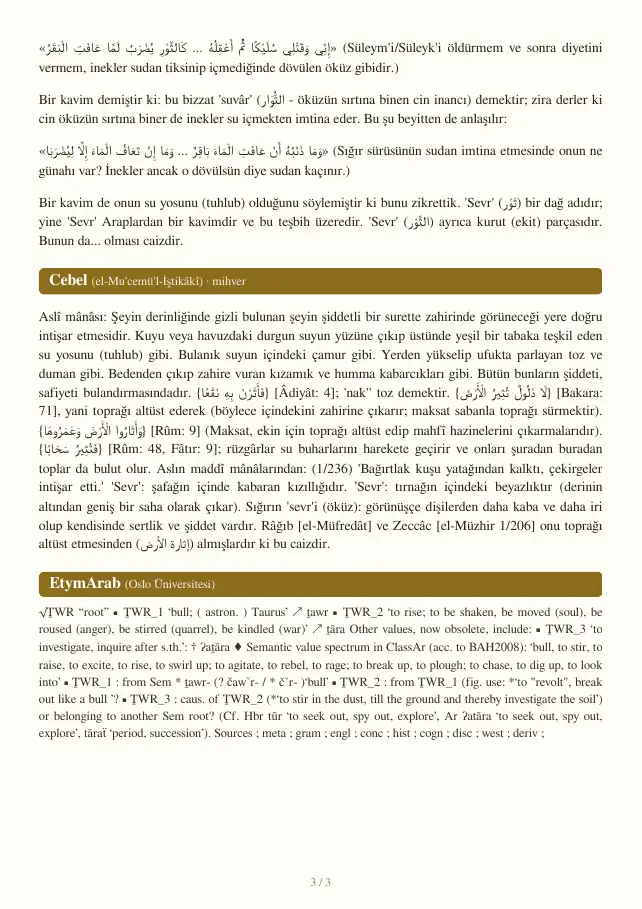 «إِنِّي وَقَتْلِي سُلَيْكًا ثُمَّ أَعْقِلُهُ ... كَالثَّوْرِ يُضْرَبُ لَمَّا عَافَتِ الْبَقَرُ» (Süleym'i/Süleyk'i öldürmem ve sonra diyetini
vermem, inekler sudan tiksinip içmediğinde dövülen öküz gibidir.)
Bir kavim demiştir ki: bu bizzat 'suvâr' (الثُّوَار - öküzün sırtına binen cin inancı) demektir; zira derler ki
cin öküzün sırtına biner de inekler su içmekten imtina eder. Bu şu beyitten de anlaşılır:
«وَمَا ذَنْبُهُ أَنْ عَافَتِ الْمَاءَ بَاقِرٌ ... وَمَا إِنْ تَعَافُ الْمَاءَ إِلَّا لِيُضْرَبَا» (Sığır sürüsünün sudan imtina etmesinde onun ne
günahı var? İnekler ancak o dövülsün diye sudan kaçınır.)
Bir kavim de onun su yosunu (tuhlub) olduğunu söylemiştir ki bunu zikrettik. 'Sevr' (ثَوْر) bir dağ adıdır;
yine 'Sevr' Araplardan bir kavimdir ve bu teşbih üzeredir. 'Sevr' (الثَّوْر) ayrıca kurut (ekit) parçasıdır.
Bunun da... olması caizdir.
Cebel (el-Mu'cemü'l-İştikâkî) · mihver
Aslî mânâsı: Şeyin derinliğinde gizli bulunan şeyin şiddetli bir surette zahirinde görüneceği yere doğru
intişar etmesidir. Kuyu veya havuzdaki durgun suyun yüzüne çıkıp üstünde yeşil bir tabaka teşkil eden
su yosunu (tuhlub) gibi. Bulanık suyun içindeki çamur gibi. Yerden yükselip ufukta parlayan toz ve
duman gibi. Bedenden çıkıp zahire vuran kızamık ve humma kabarcıkları gibi. Bütün bunların şiddeti,
safiyeti bulandırmasındadır. {فَأَثَرْنَ بِهِ نَقْعًا} [Âdiyât: 4]; 'nak'' toz demektir. {لَا ذَلُولٌ تُثِيرُ الْأَرْضَ} [Bakara:
71], yani toprağı altüst ederek (böylece içindekini zahirine çıkarır; maksat sabanla toprağı sürmektir).
{وَأَثَارُوا الْأَرْضَ وَعَمَرُوهَا} [Rûm: 9] (Maksat, ekin için toprağı altüst edip mahfî hazinelerini çıkarmalarıdır).
{فَتُثِيرُ سَحَابًا} [Rûm: 48, Fâtır: 9]; rüzgârlar su buharlarını harekete geçirir ve onları şuradan buradan
toplar da bulut olur. Aslın maddî mânâlarından: (1/236) 'Bağırtlak kuşu yatağından kalktı, çekirgeler
intişar etti.' 'Sevr': şafağın içinde kabaran kızıllığıdır. 'Sevr': tırnağın içindeki beyazlıktır (derinin
altından geniş bir saha olarak çıkar). Sığırın 'sevr'i (öküz): görünüşçe dişilerden daha kaba ve daha iri
olup kendisinde sertlik ve şiddet vardır. Râğıb [el-Müfredât] ve Zeccâc [el-Müzhir 1/206] onu toprağı
altüst etmesinden (إثارة الأرض) almışlardır ki bu caizdir.
EtymArab (Oslo Üniversitesi)
√ṮWR “root” ▪ ṮWR_1 ‘bull; ( astron. ) Taurus’ ↗ ṯawr ▪ ṮWR_2 ‘to rise; to be shaken, be moved (soul), be
roused (anger), be stirred (quarrel), be kindled (war)’ ↗ ṯāra Other values, now obsolete, include: ▪ ṮWR_3 ‘to
investigate, inquire after s.th.’: † ʔaṯāra ♦ Semantic value spectrum in ClassAr (acc. to BAH2008): ‘bull, to stir, to
raise, to excite, to rise, to swirl up; to agitate, to rebel, to rage; to break up, to plough; to chase, to dig up, to look
into’ ▪ ṮWR_1 : from Sem * ṯawr- (? čawˇr- / * čˇr- )‘bull’ ▪ ṮWR_2 : from ṮWR_1 (fig. use: *‘to "revolt", break
out like a bull ’? ▪ ṮWR_3 : caus. of ṮWR_2 (*‘to stir in the dust, till the ground and thereby investigate the soil’)
or belonging to another Sem root? (Cf. Hbr tūr ‘to seek out, spy out, explore’, Ar ʔatāra ‘to seek out, spy out,
explore’, tāraẗ ‘period, succession’). Sources ; meta ; gram ; engl ; conc ; hist ; cogn ; disc ; west ; deriv ;
3 / 3